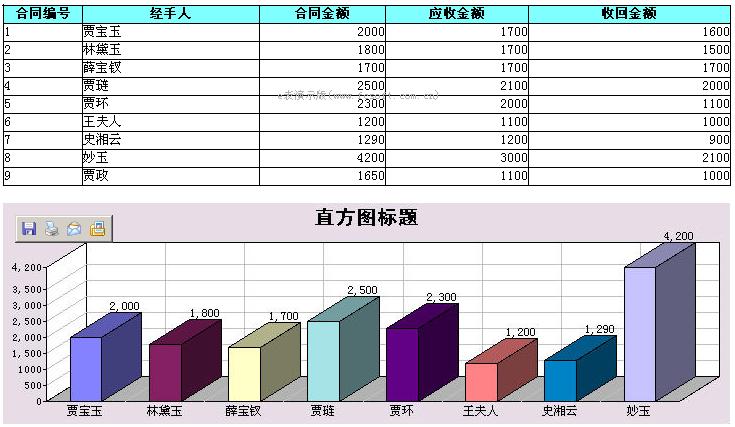 合同编号 经手人 合同金额 应收金额 收回金额
1 贾宝玉 2000 1700 1600
2 林黛玉 1800 1700 1500
3 薛宝钗 1700 1700 1700
4 贾琏 2500 2100 2000
5 贾环 2300 2000 1100
6 王夫人 1200 1100 1000
7 史湘云 1290 1200 900
8 妙玉 4200 3000 2100
9 贾政 1650 1100 1000
直方图标题
4,200
4,200
3,500
3,000
2,500
2,000
1,500
1000
500
0
2,000
1,800
1,700
2,500
2,300
1,200
1,290
贾宝玉 林黛玉 薛宝钗 贾琏 贾环 王夫人 史湘云 妙玉